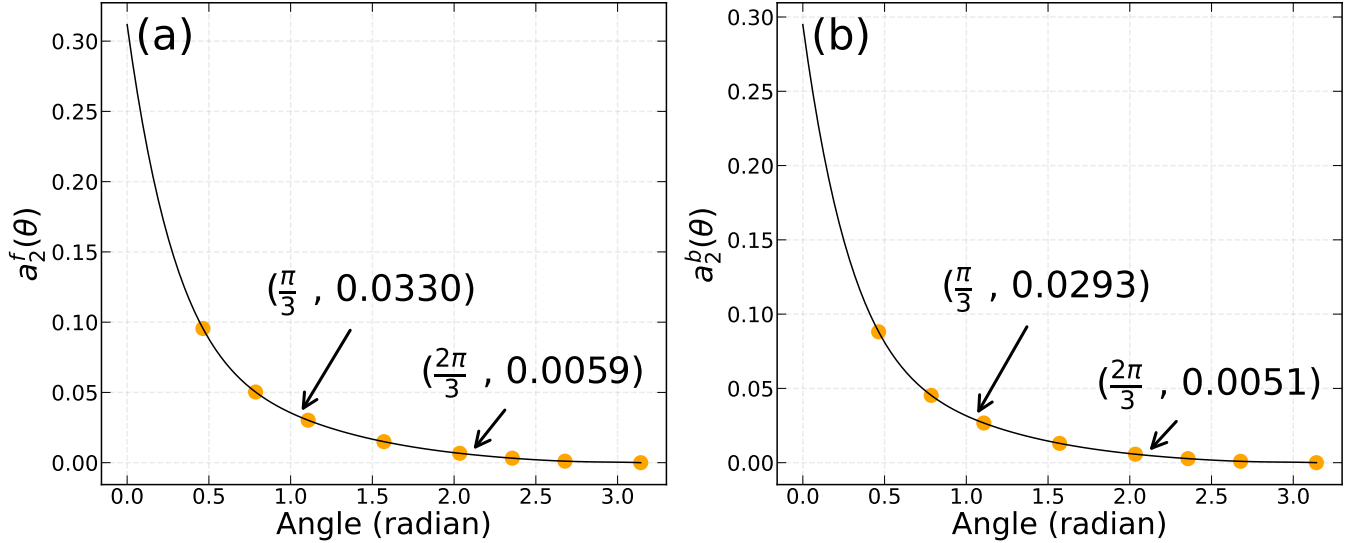 (a)
a_2^f(θ)
0.30
0.25
0.20
0.15
0.10
0.05
0.00
(π/3 , 0.0330)
(2π/3 , 0.0059)
0.0 0.5 1.0 1.5 2.0 2.5 3.0
Angle (radian)
(b)
a_2^b(θ)
0.30
0.25
0.20
0.15
0.10
0.05
0.00
(π/3 , 0.0293)
(2π/3 , 0.0051)
0.0 0.5 1.0 1.5 2.0 2.5 3.0
Angle (radian)